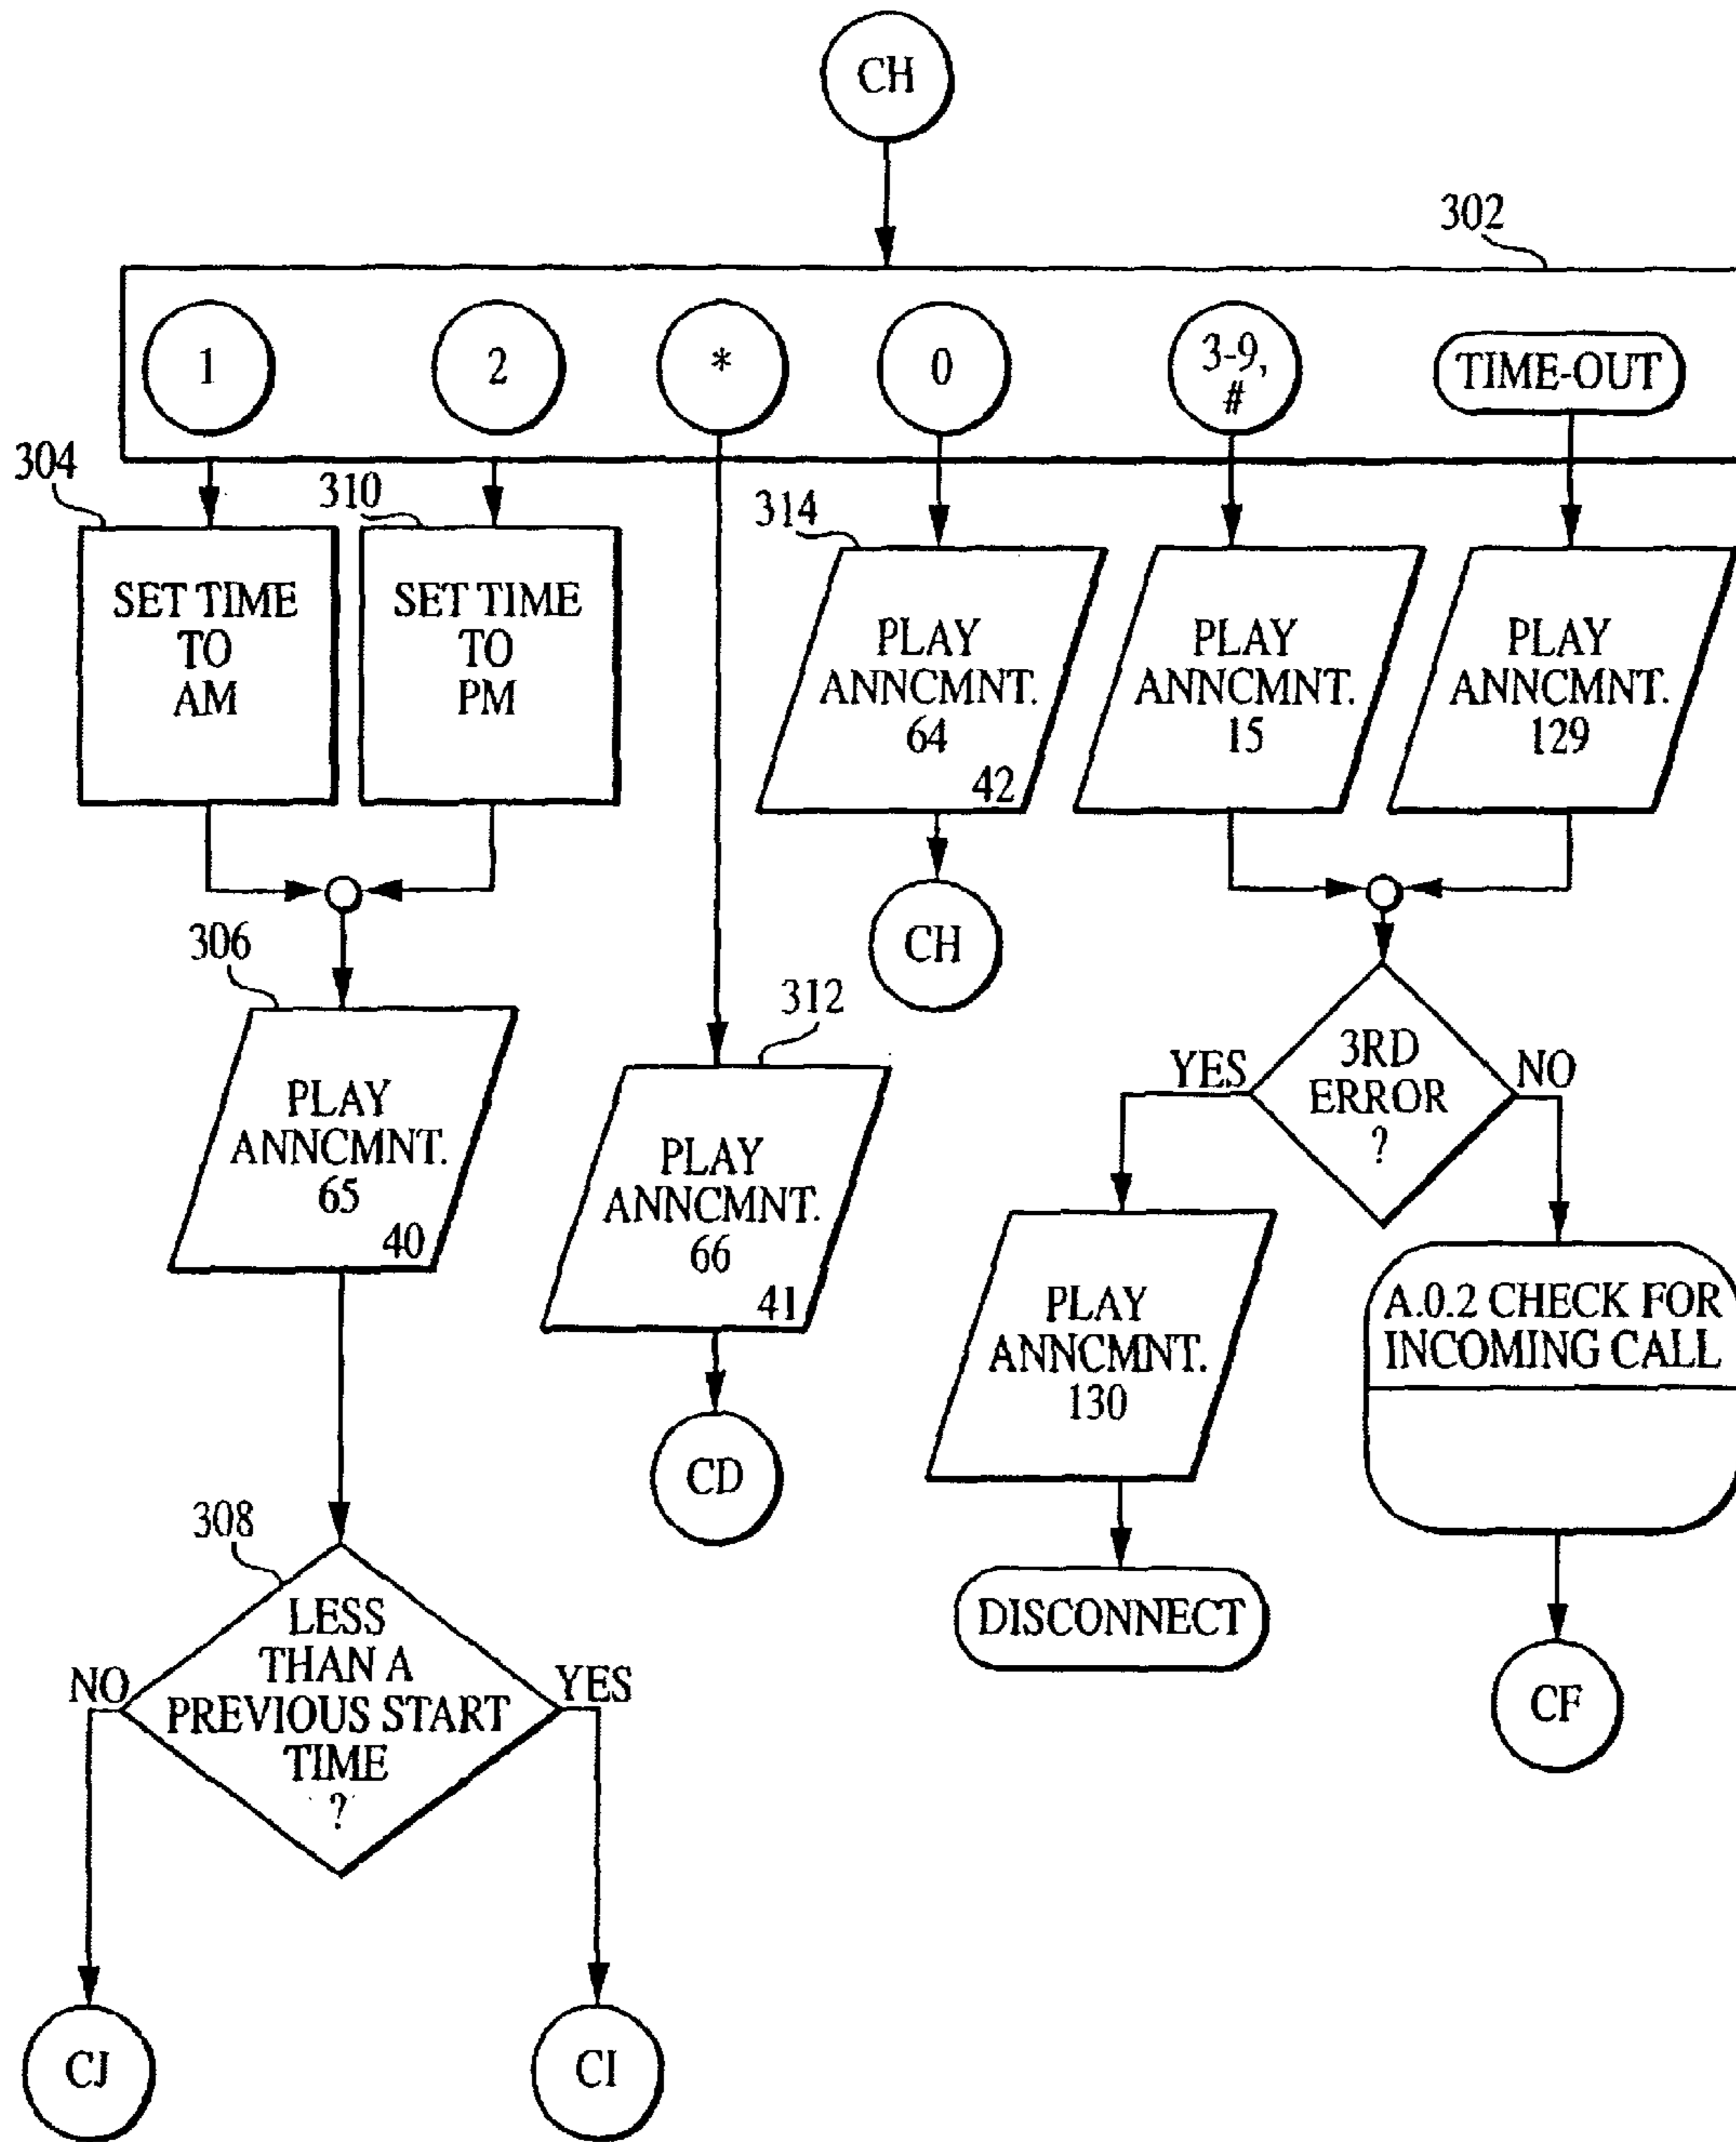 CH
302
1
2
*
0
3-9,
#
TIME-OUT
304
310
314
SET TIME
TO
AM
SET TIME
TO
PM
PLAY
ANNCMNT.
64
42
PLAY
ANNCMNT.
15
PLAY
ANNCMNT.
129
CH
306
312
PLAY
ANNCMNT.
65
40
PLAY
ANNCMNT.
66
41
YES
3RD
ERROR
?
NO
PLAY
ANNCMNT.
130
A.0.2 CHECK FOR
INCOMING CALL
CD
DISCONNECT
CF
308
NO
LESS
THAN A
PREVIOUS START
TIME
?
YES
CJ
CI